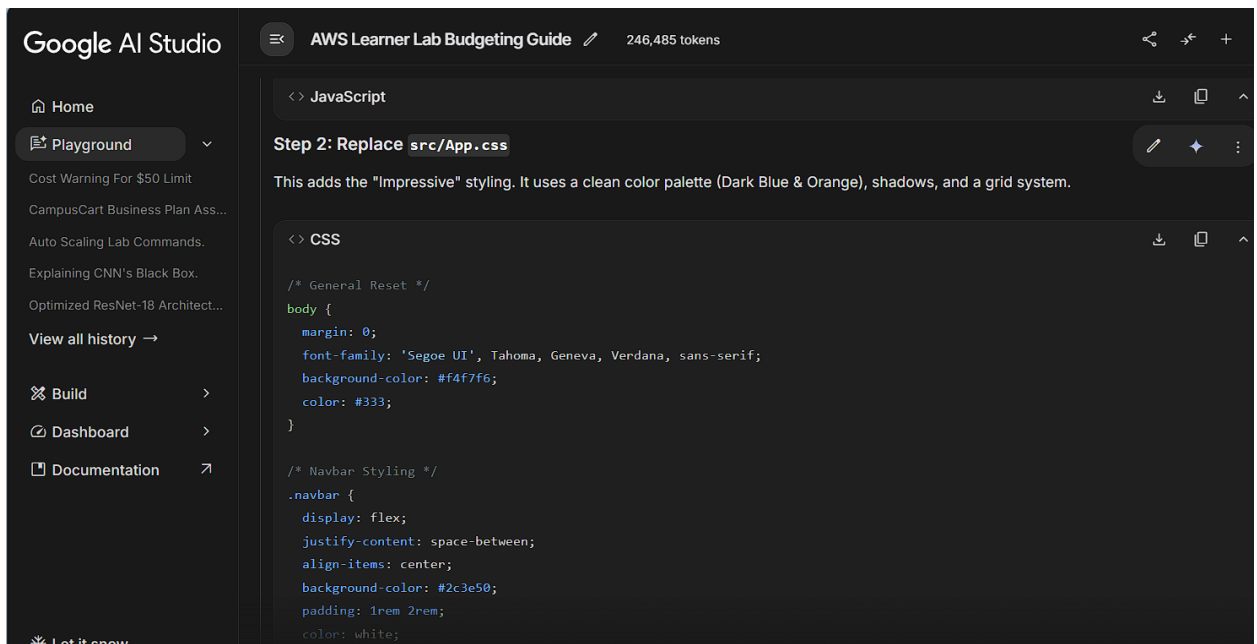 Google AI Studio
AWS Learner Lab Budgeting Guide
246,485 tokens
Home
Playground
Cost Warning For $50 Limit
CampusCart Business Plan Ass...
Auto Scaling Lab Commands.
Explaining CNN's Black Box.
Optimized ResNet-18 Architect...
View all history →
Build
Dashboard
Documentation
Let it snow
<> JavaScript
Step 2: Replace src/App.css
This adds the "Impressive" styling. It uses a clean color palette (Dark Blue & Orange), shadows, and a grid system.
<> CSS
/* General Reset */
body {
  margin: 0;
  font-family: 'Segoe UI', Tahoma, Geneva, Verdana, sans-serif;
  background-color: #f4f7f6;
  color: #333;
}
/* Navbar Styling */
.navbar {
  display: flex;
  justify-content: space-between;
  align-items: center;
  background-color: #2c3e50;
  padding: 1rem 2rem;
  color: white;